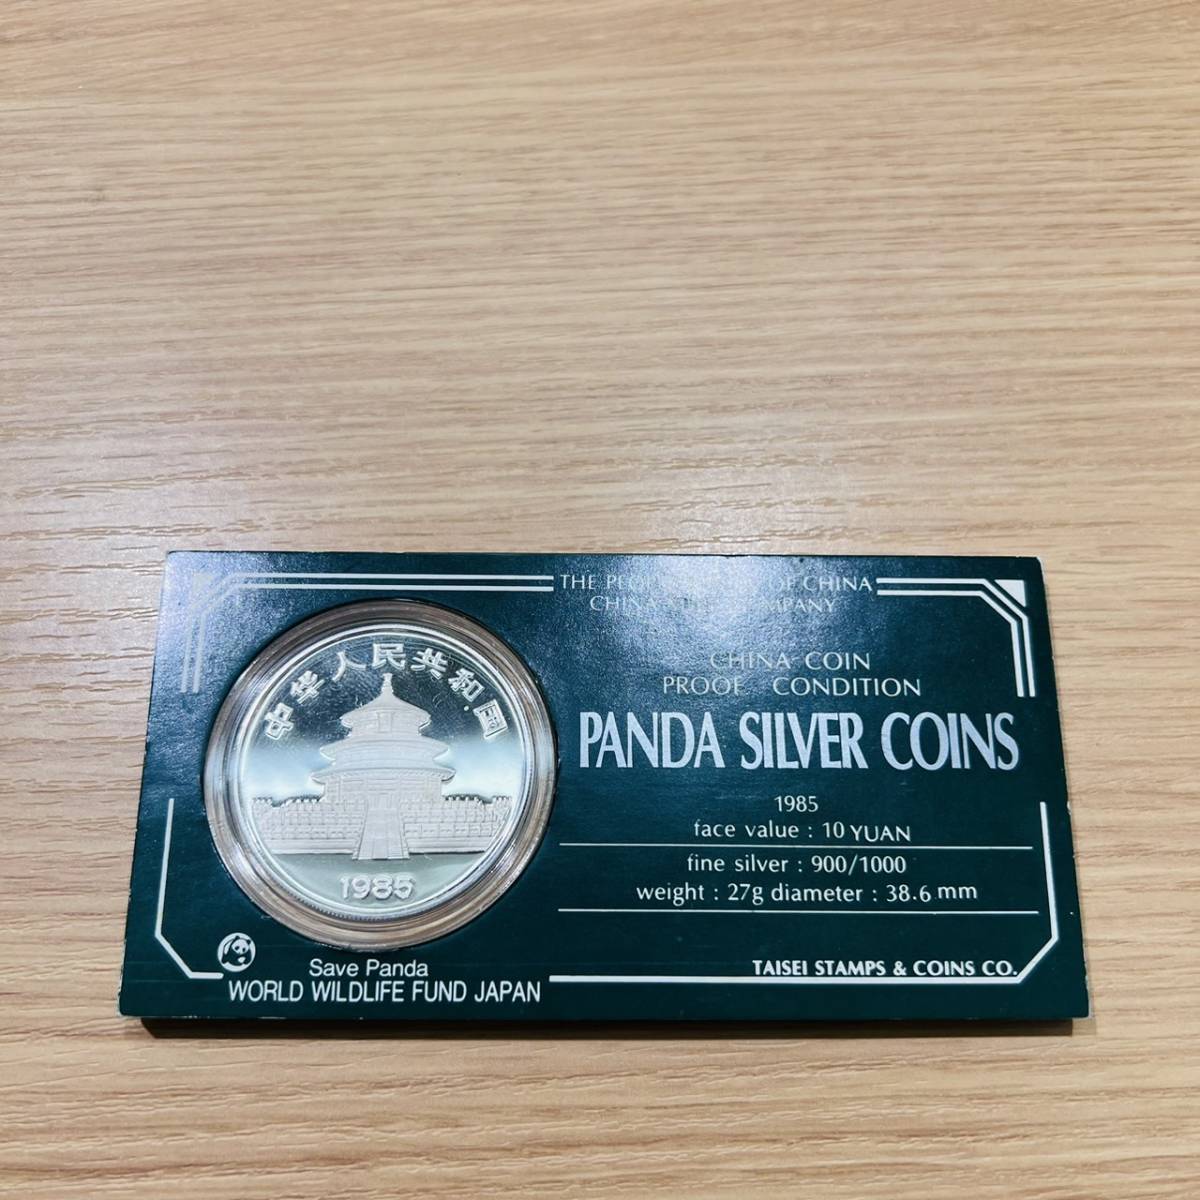 中华人民共和国
1985
Save Panda
WORLD WILDLIFE FUND JAPAN
THE OF CHINA
CHINA
CHINA COIN
PROOF CONDITION
PANDA SILVER COINS
1985
face value : 10 YUAN
fine silver : 900/1000
weight : 27g diameter : 38.6 mm
TAISEI STAMPS & COINS CO.